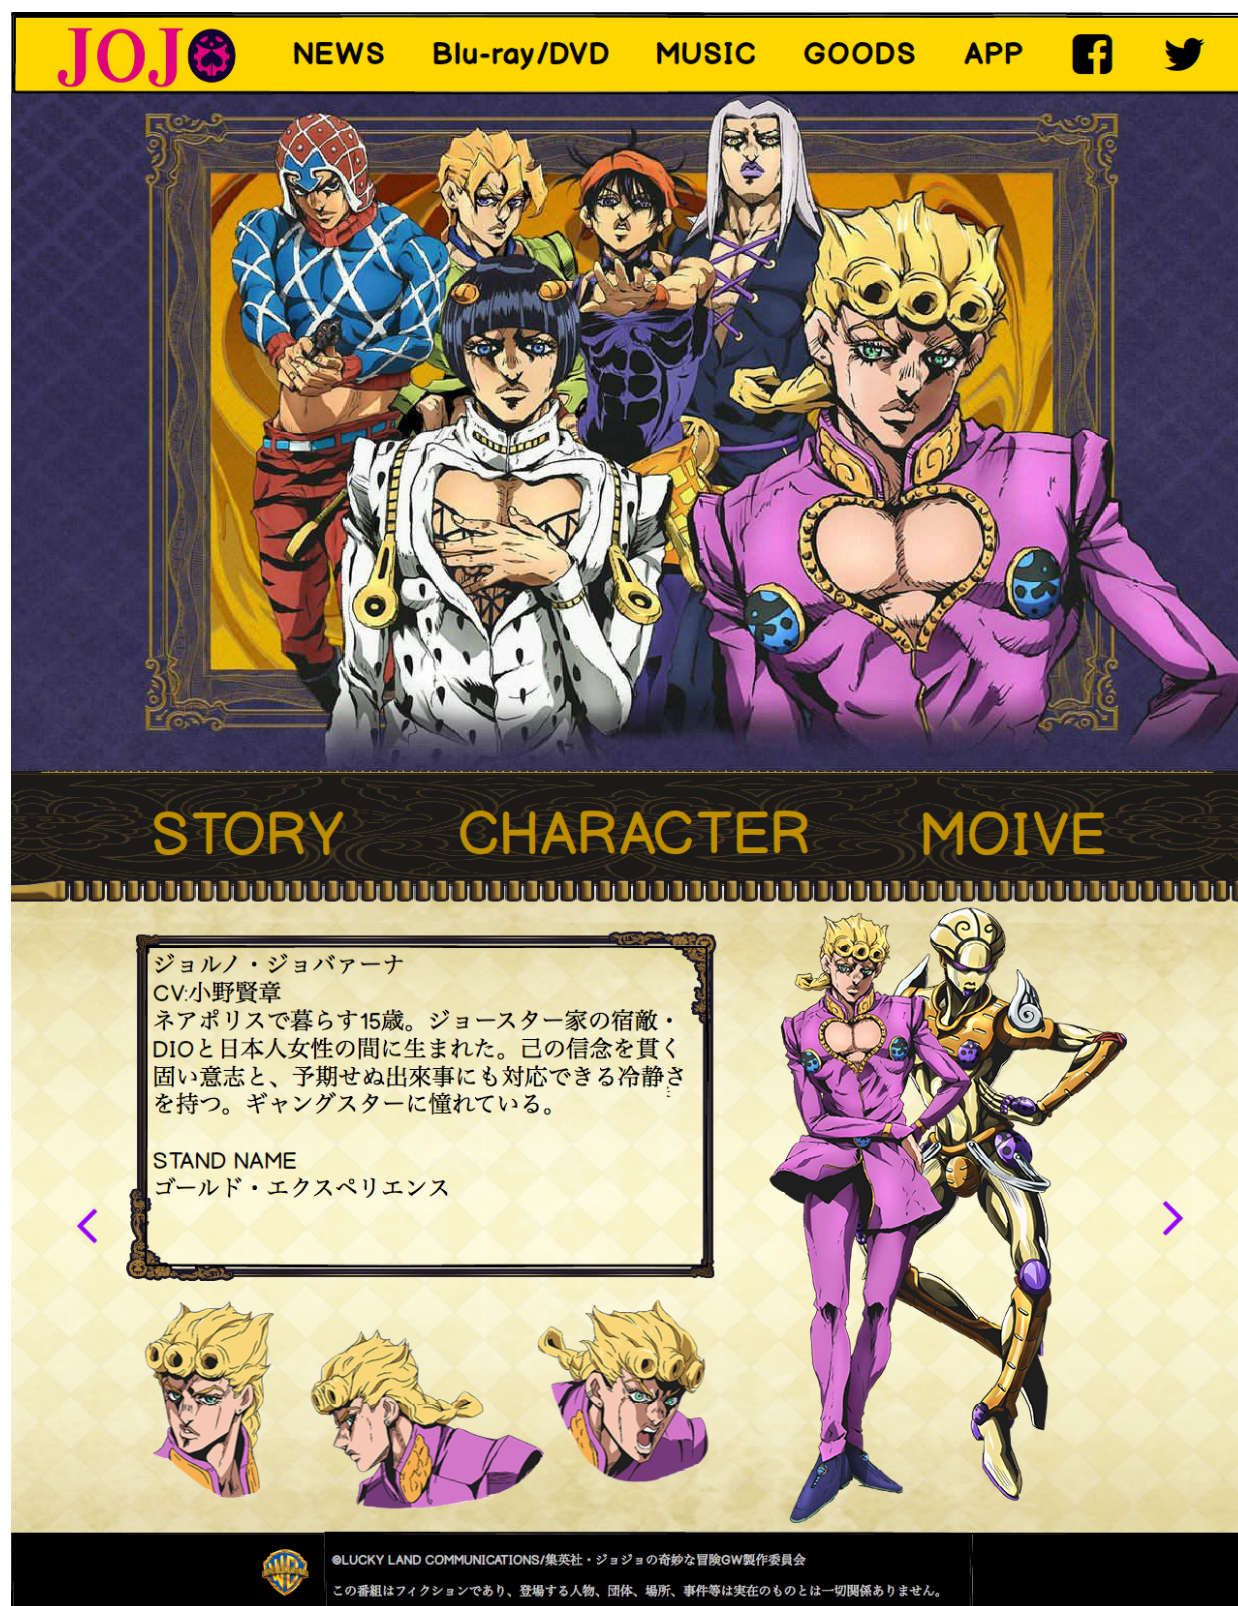 JOJO
NEWS Blu-ray/DVD MUSIC GOODS APP
STORY CHARACTER MOIVE
ジョルノ・ジョバァーナ
CV:小野賢章
ネアポリスで暮らす15歳。ジョースター家の宿敵・
DIOと日本人女性の間に生まれた。己の信念を貫く
固い意志と、予期せぬ出來事にも対応できる冷静さ
を持つ。ギャングスターに憧れている。
STAND NAME
ゴールド・エクスペリエンス
©LUCKY LAND COMMUNICATIONS/集英社・ジョジョの奇妙な冒険GW製作委員会
この番組はフィクションであり、登場する人物、団体、場所、事件等は実在のものとは一切関係ありません。